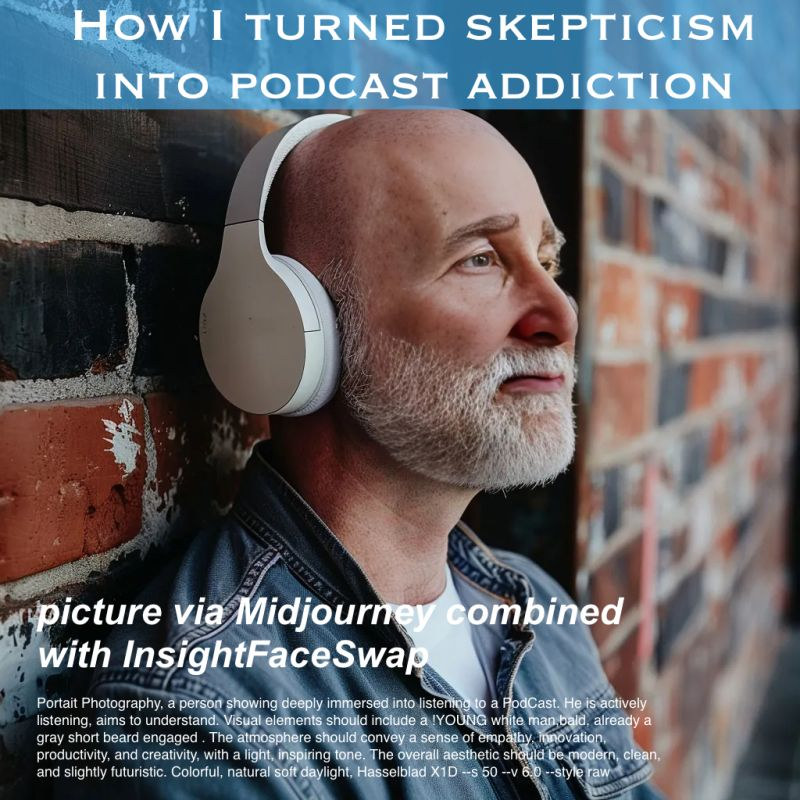 HOW I TURNED SKEPTICISM
INTO PODCAST ADDICTION
picture via Midjourney combined
with InsightFaceSwap
Portait Photography, a person showing deeply immersed into listening to a PodCast. He is actively
listening, aims to understand. Visual elements should include a !YOUNG white man,bald, already a
gray short beard engaged . The atmosphere should convey a sense of empathy, innovation,
productivity, and creativity, with a light, inspiring tone. The overall aesthetic should be modern, clean,
and slightly futuristic. Colorful, natural soft daylight, Hasselblad X1D --s 50 --v 6.0 --style raw